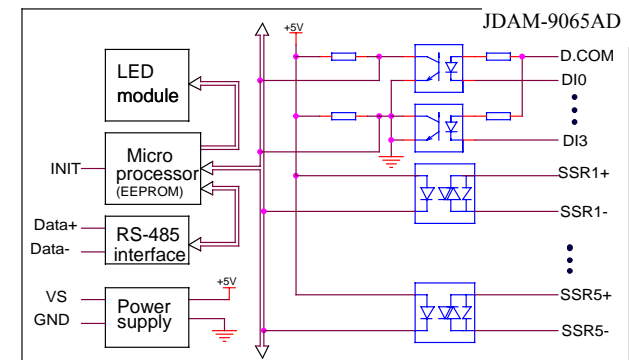 JDAM-9065AD
+5V
LED
module
D.COM
DI0
DI3
INIT
Micro
processor
(EEPROM)
SSR1+
SSR1-
Data+
Data-
RS-485
interface
+5V
VS
GND
Power
supply
SSR5+
SSR5-